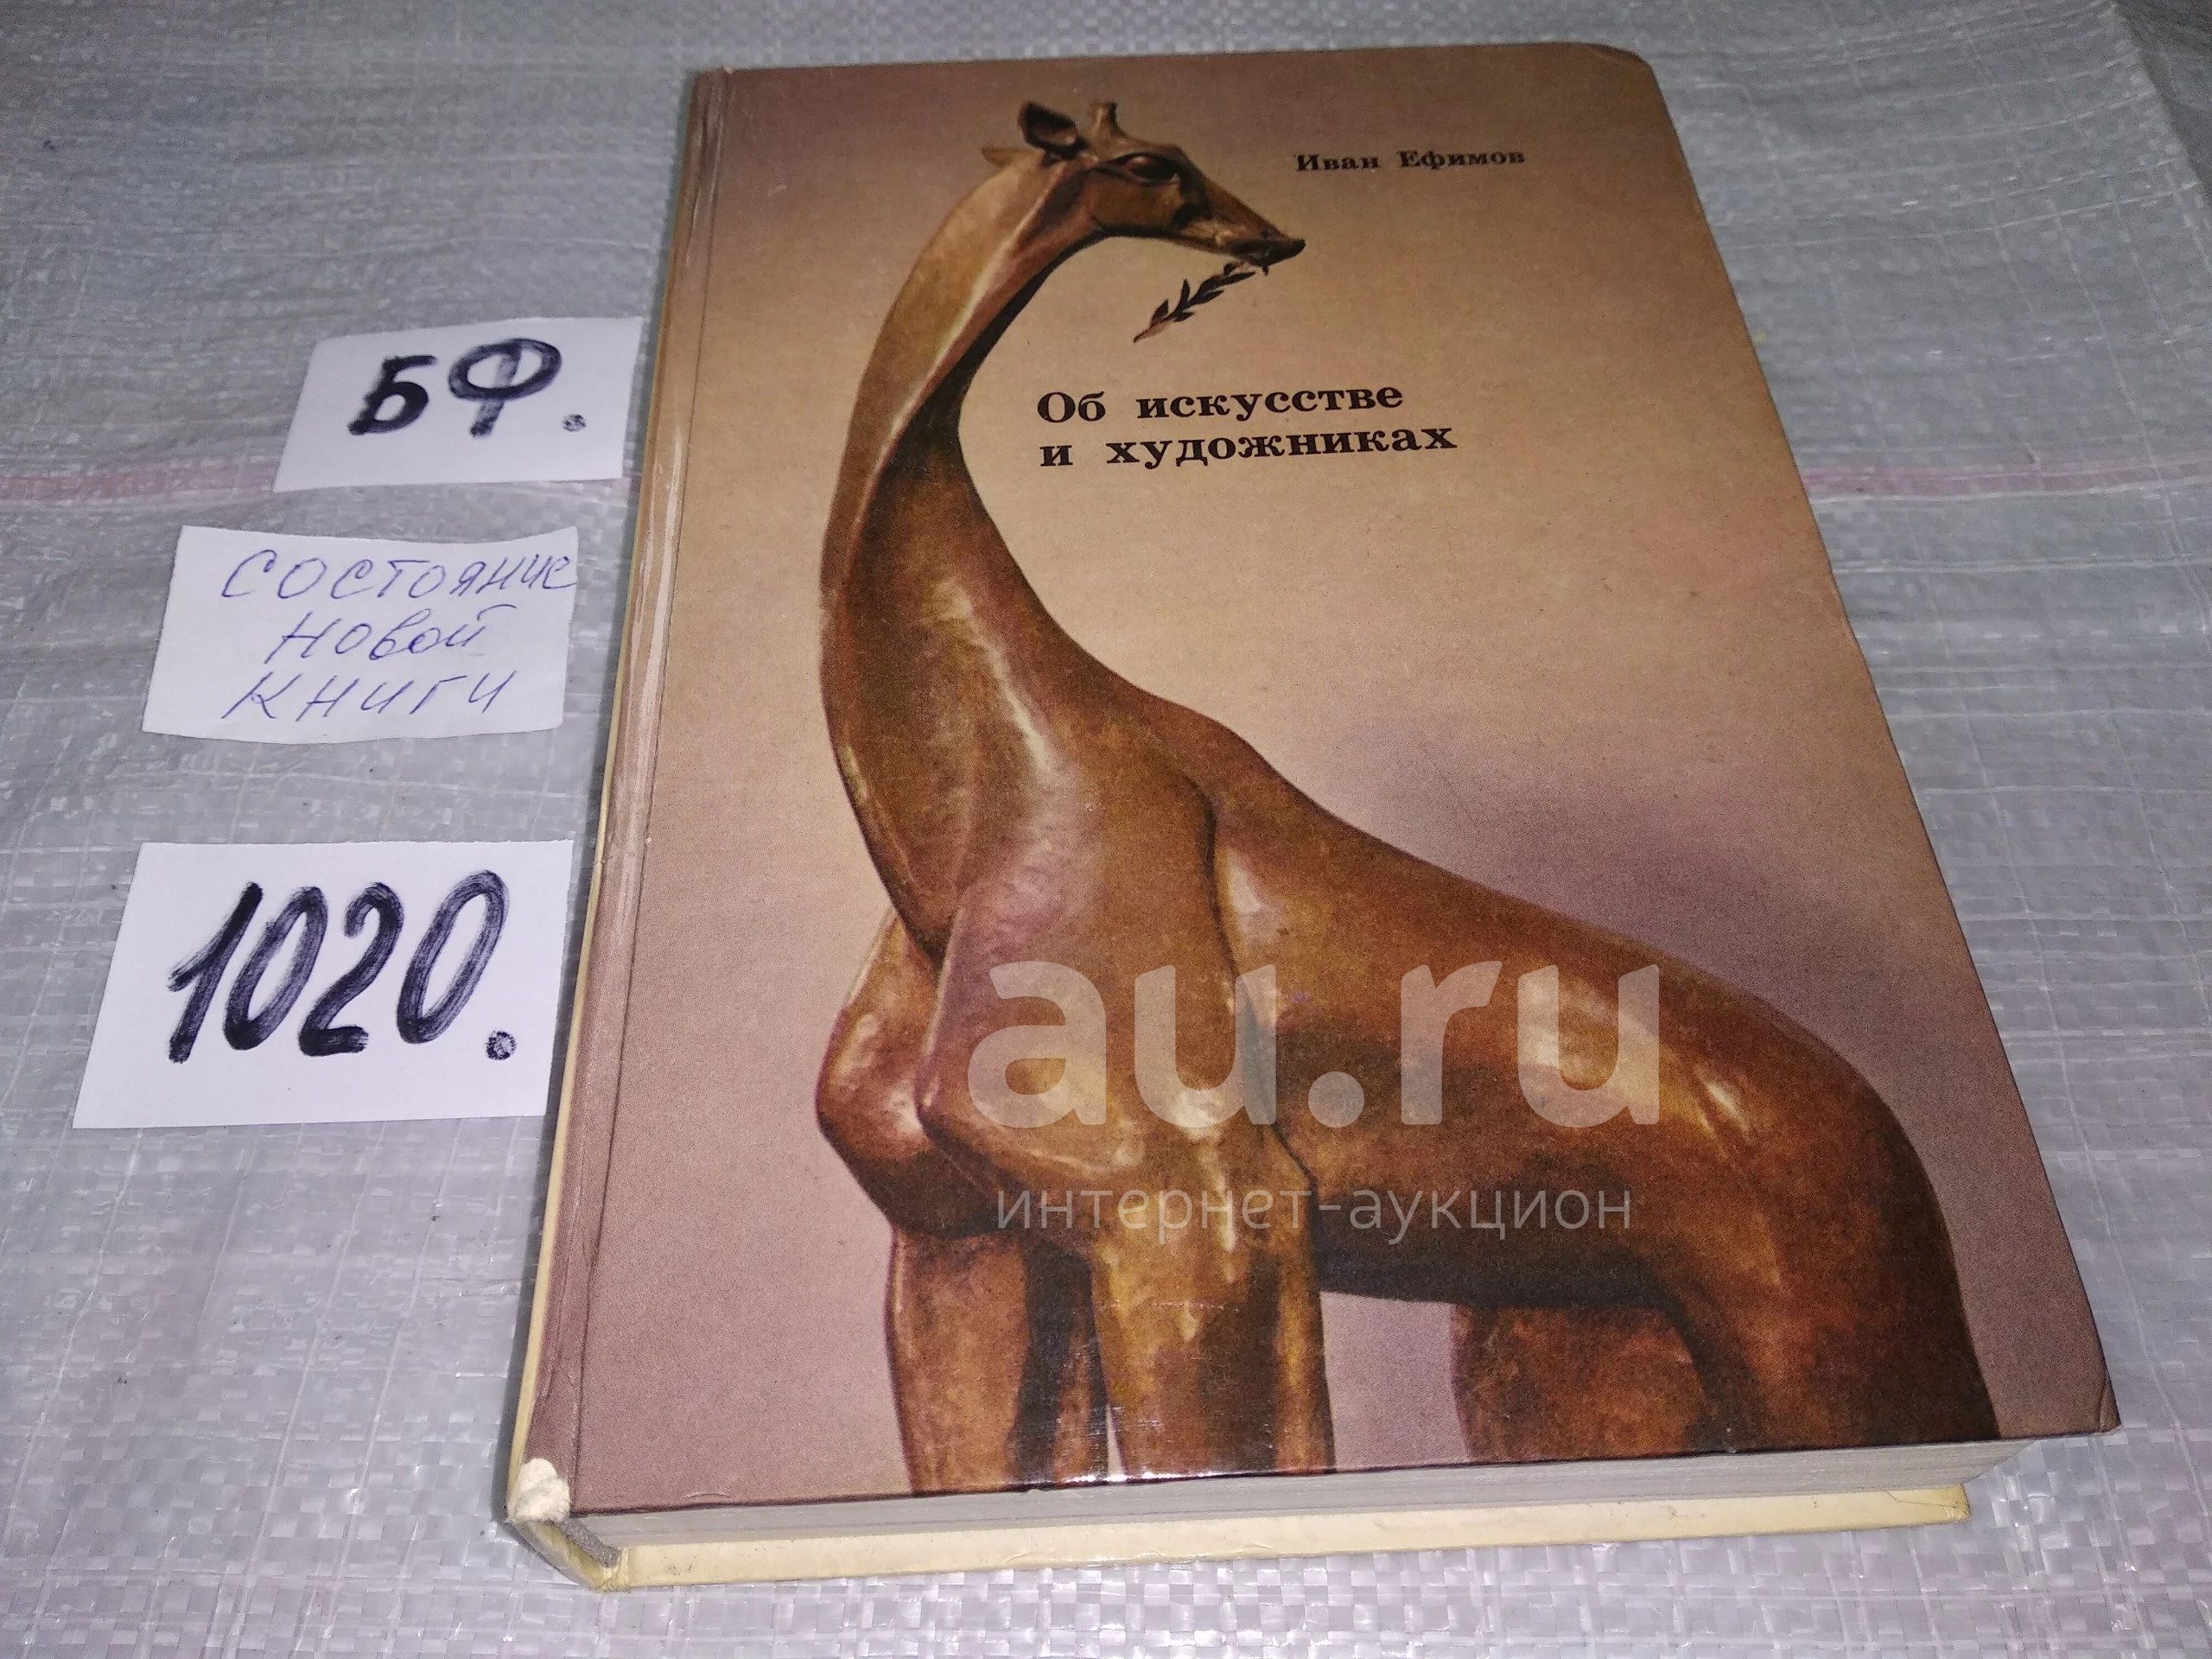 Иван Ефимов
Об искусстве
и художниках
БФ.
состояние
новой
книги
1020.
au.ru
интернет-аукцион